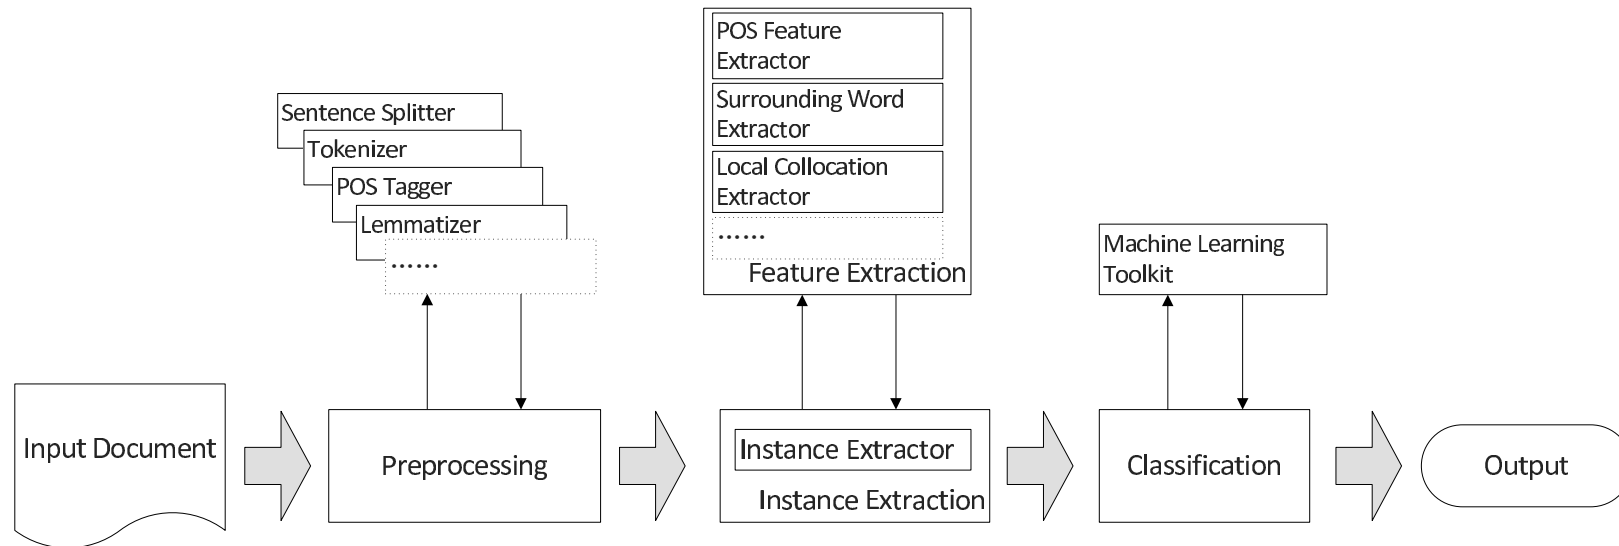 POS Feature
Extractor
Surrounding Word
Extractor
Local Collocation
Extractor
......
Feature Extraction
Sentence Splitter
Tokenizer
POS Tagger
Lemmatizer
......
Machine Learning
Toolkit
Input Document
Preprocessing
Instance Extractor
Instance Extraction
Classification
Output